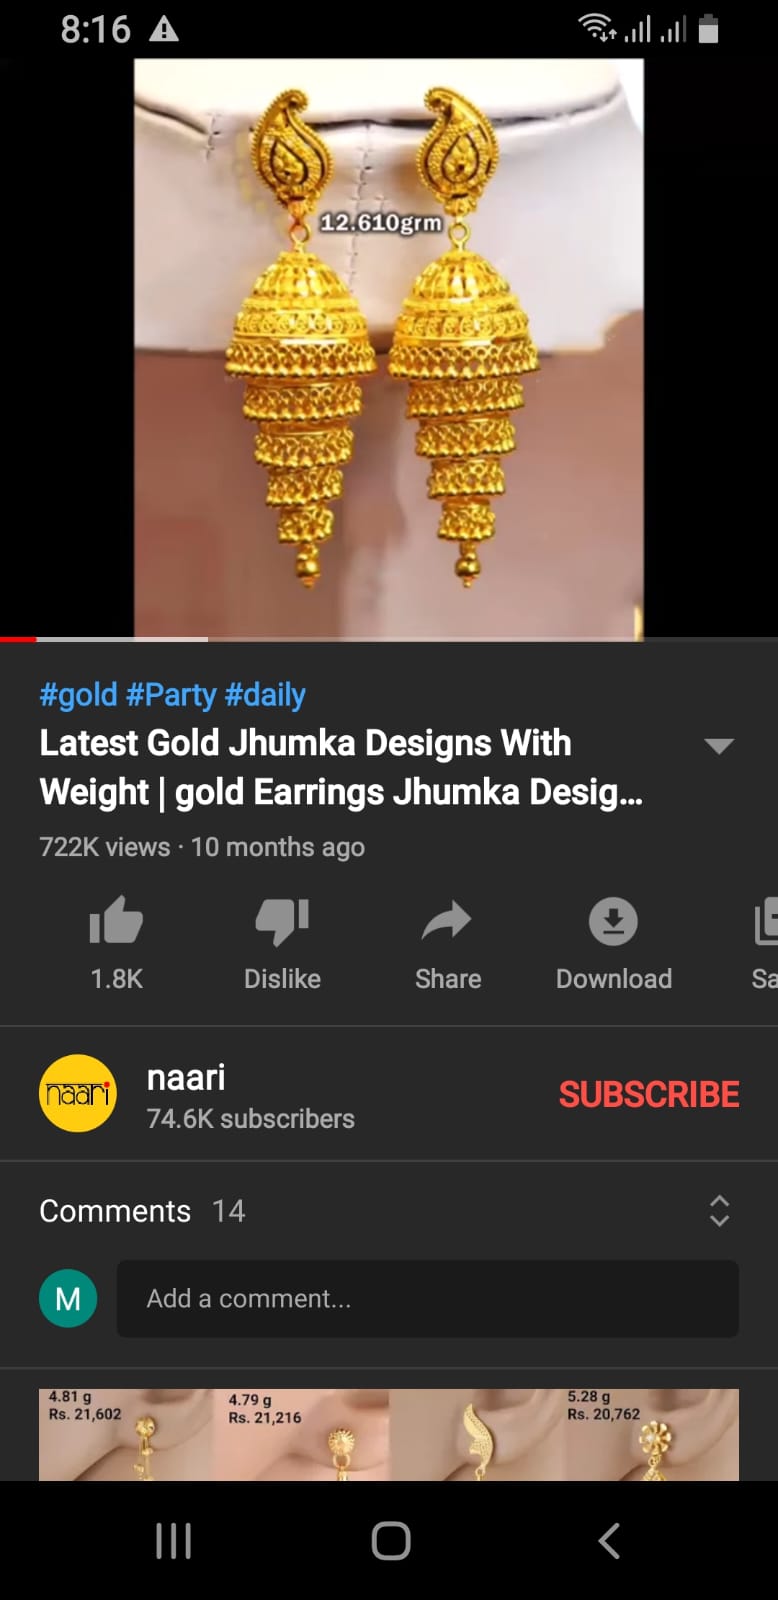 8:16
12.610grm
#gold #Party #daily
Latest Gold Jhumka Designs With
Weight | gold Earrings Jhumka Desig...
722K views · 10 months ago
1.8K Dislike Share Download Sa
naari
naari
74.6K subscribers
SUBSCRIBE
Comments 14
M
Add a comment...
4.81 g
Rs. 21,602
4.79 g
Rs. 21,216
5.28 g
Rs. 20,762